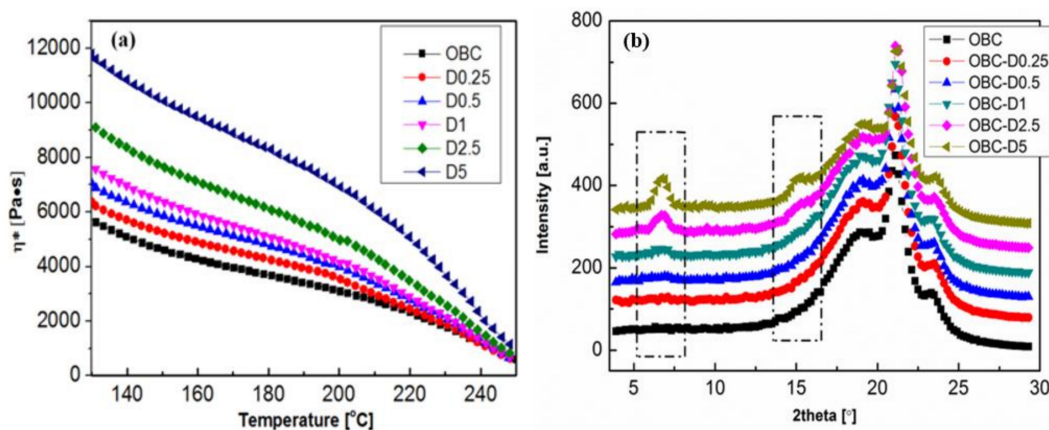 (a)
12000
10000
8000
6000
4000
2000
0
η* [Pa•s]
140 160 180 200 220 240
Temperature [°C]
OBC
D0.25
D0.5
D1
D2.5
D5
(b)
800
600
400
200
0
Intensity [a.u.]
5 10 15 20 25 30
2theta [°]
OBC
OBC-D0.25
OBC-D0.5
OBC-D1
OBC-D2.5
OBC-D5